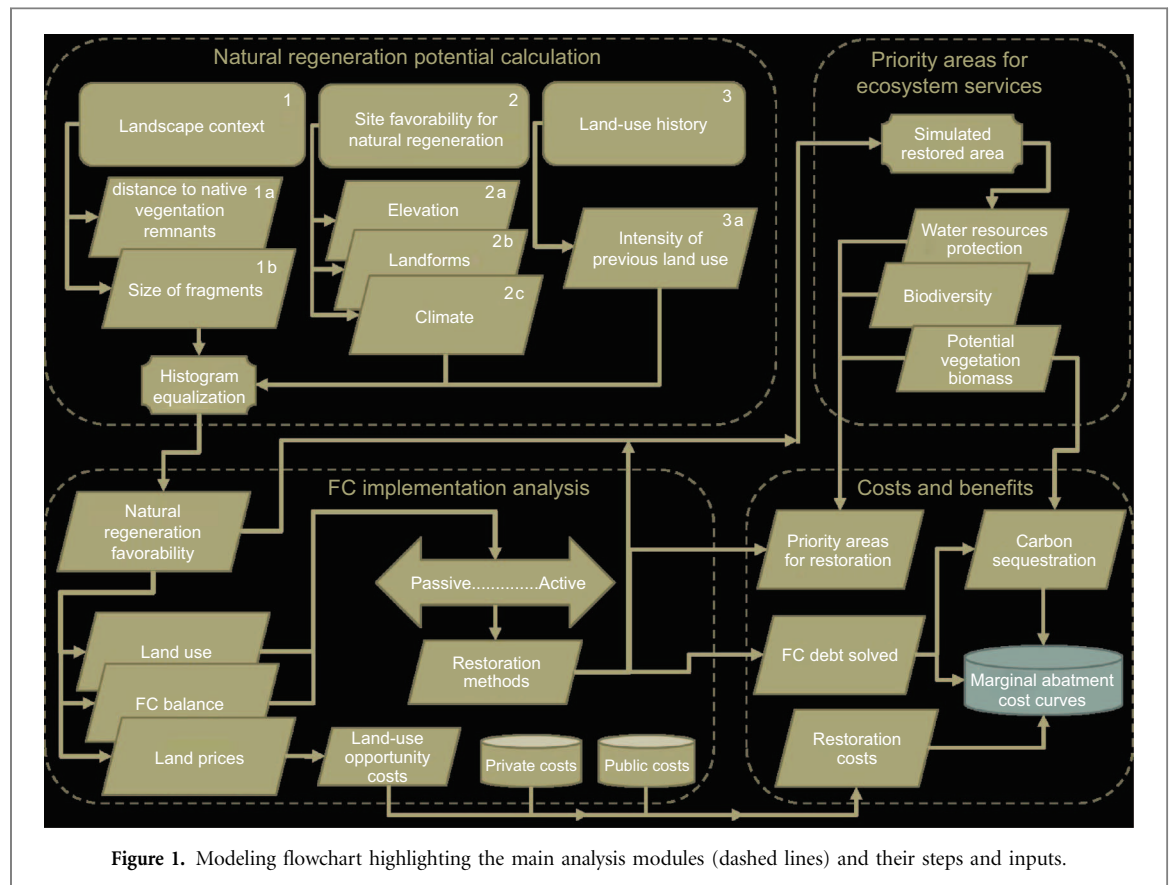 Natural regeneration potential calculation
1
Landscape context
2
Site favorability for
natural regeneration
3
Land-use history
distance to native
vegentation
remnants
1a
1b
Size of fragments
2a
Elevation
2b
Landforms
2c
Climate
3a
Intensity of
previous land use
Histogram
equalization
Priority areas for
ecosystem services
Simulated
restored area
Water resources
protection
Biodiversity
Potential
vegetation
biomass
FC implementation analysis
Natural
regeneration
favorability
Passive..............Active
Land use
FC balance
Land prices
Restoration
methods
Land-use
opportunity
costs
Private costs
Public costs
Costs and benefits
Priority areas
for restoration
Carbon
sequestration
FC debt solved
Marginal abatment
cost curves
Restoration
costs
Figure 1. Modeling flowchart highlighting the main analysis modules (dashed lines) and their steps and inputs.